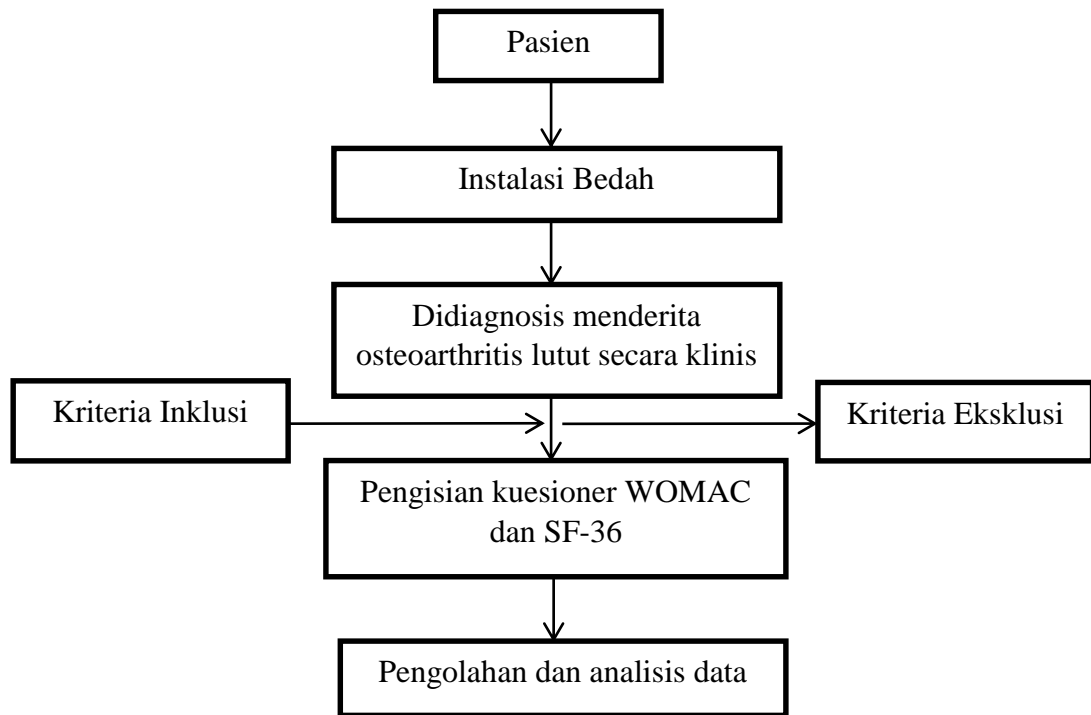 Pasien
Instalasi Bedah
Didiagnosis menderita
osteoarthritis lutut secara klinis
Kriteria Inklusi
Kriteria Eksklusi
Pengisian kuesioner WOMAC
dan SF-36
Pengolahan dan analisis data